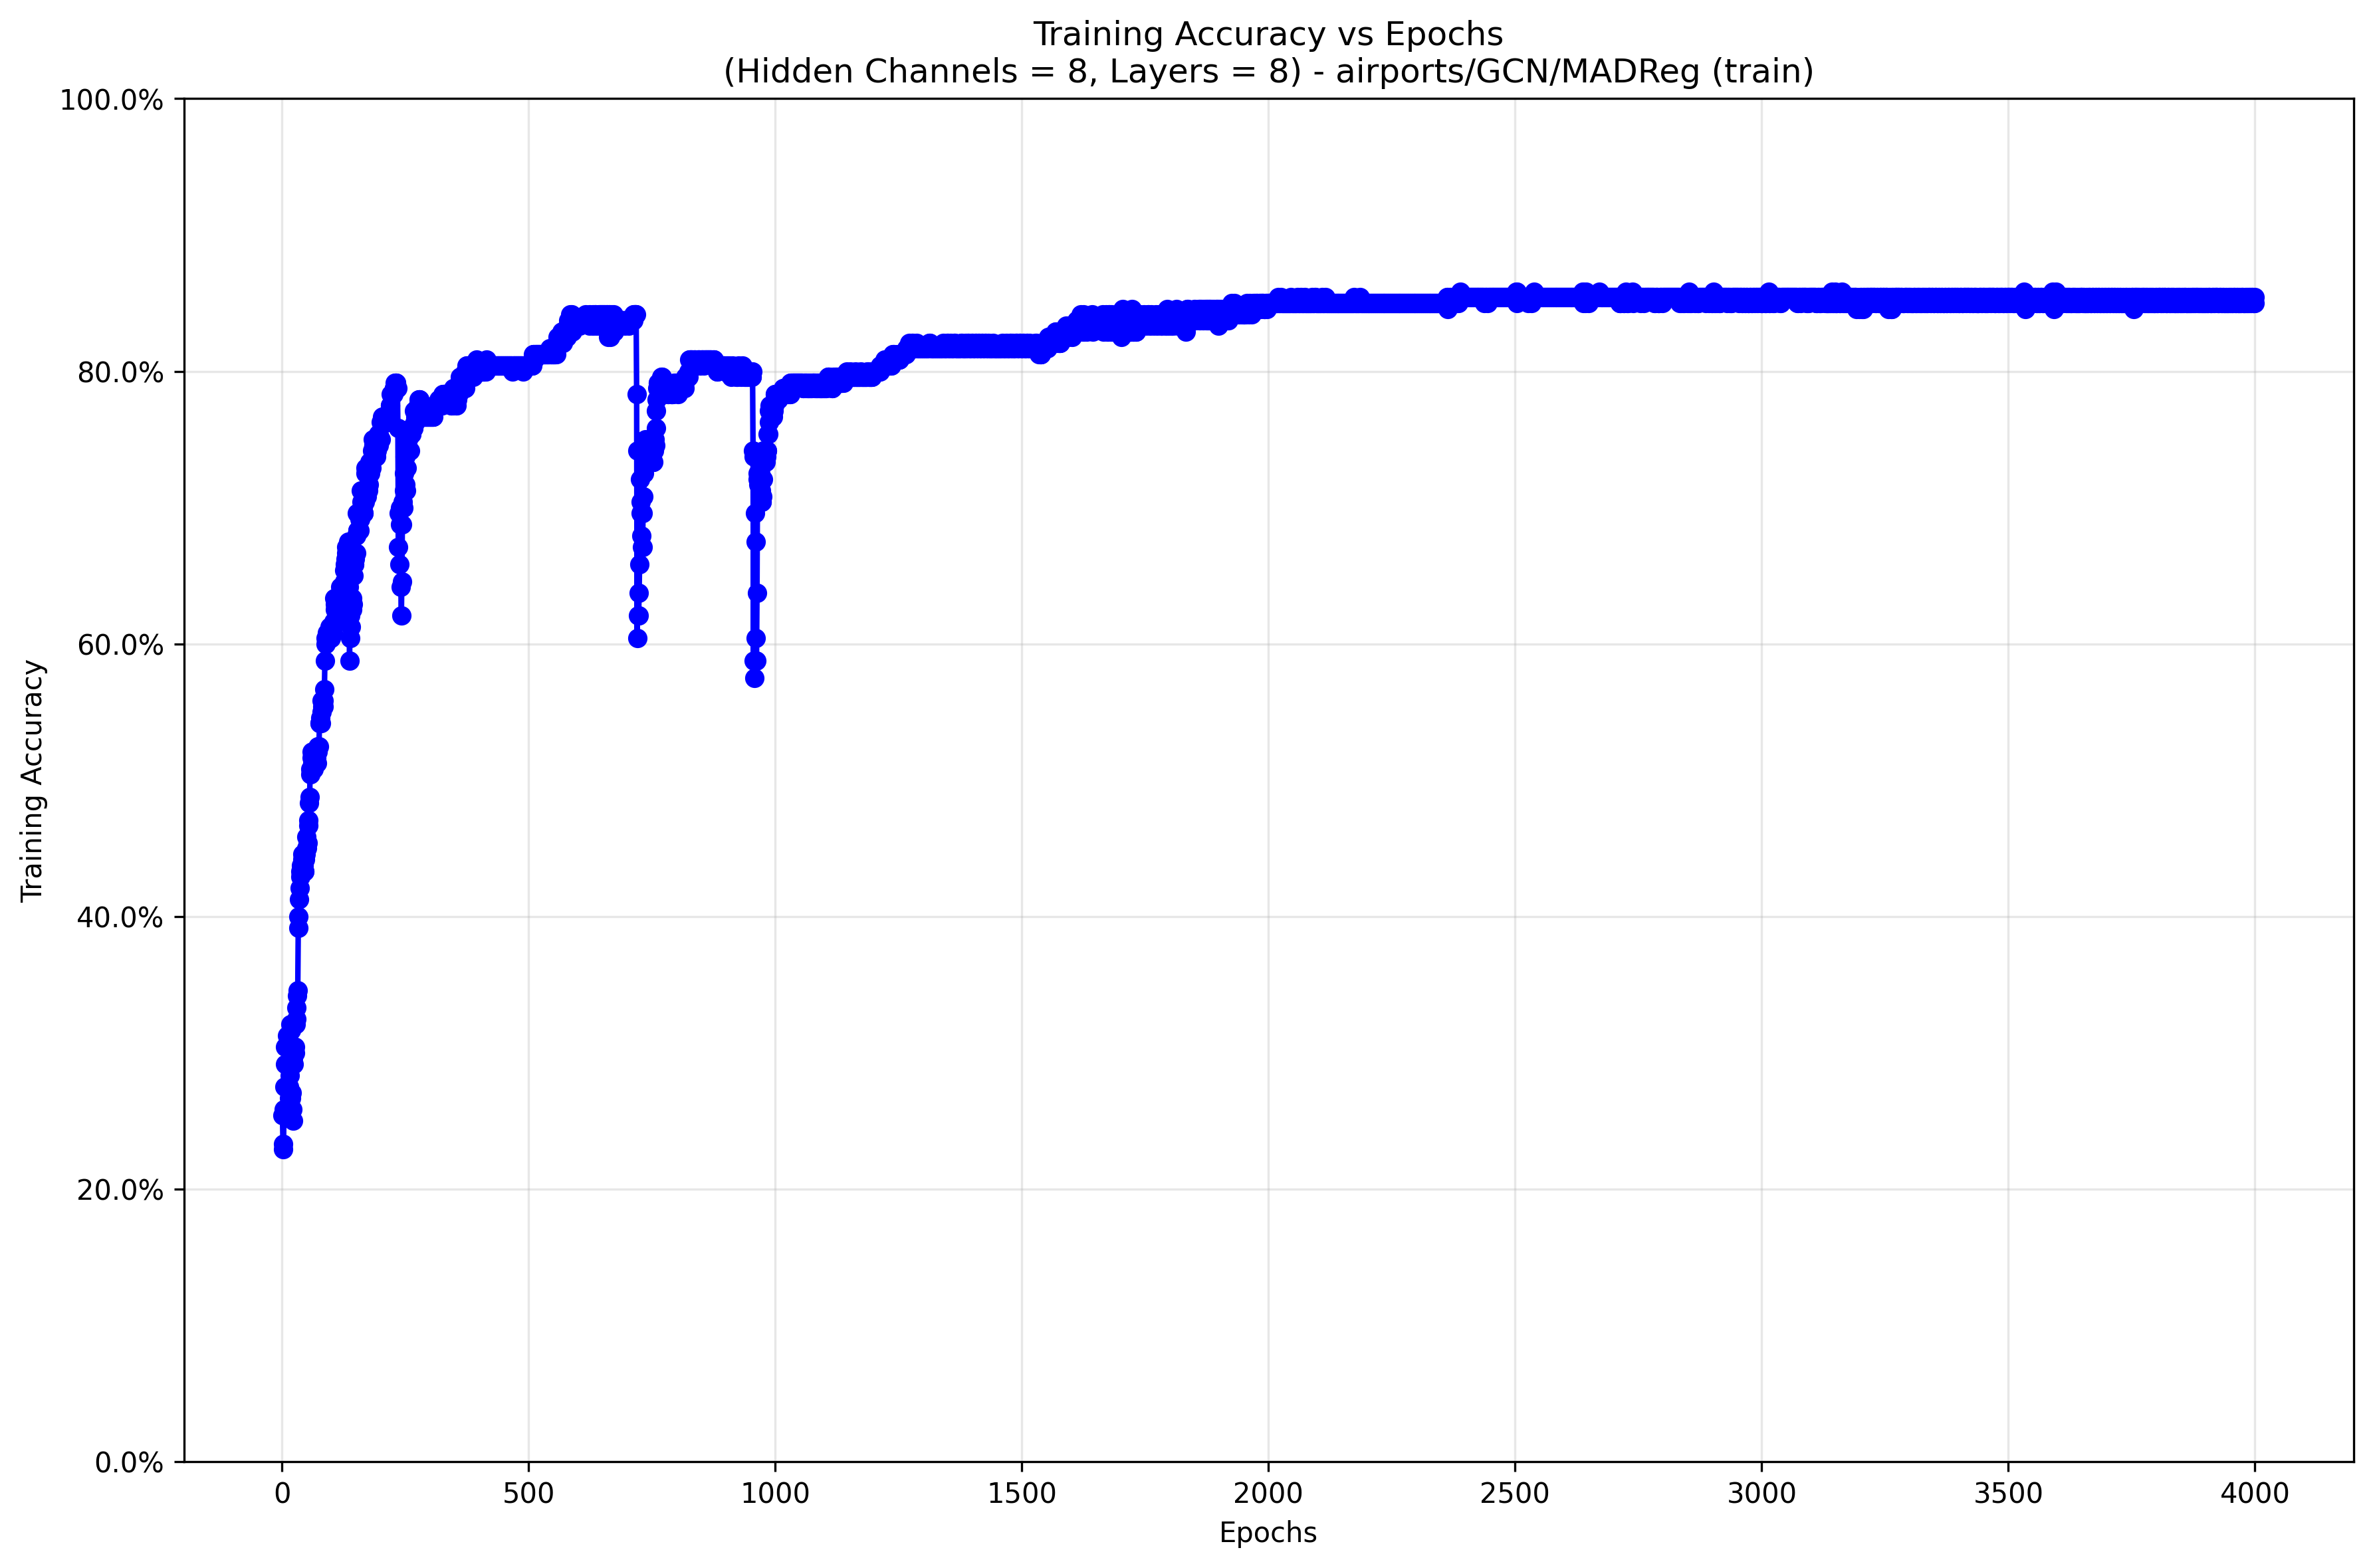 Training Accuracy vs Epochs
(Hidden Channels = 8, Layers = 8) - airports/GCN/MADReg (train)
100.0%
80.0%
60.0%
40.0%
20.0%
0.0%
Training Accuracy
0 500 1000 1500 2000 2500 3000 3500 4000
Epochs